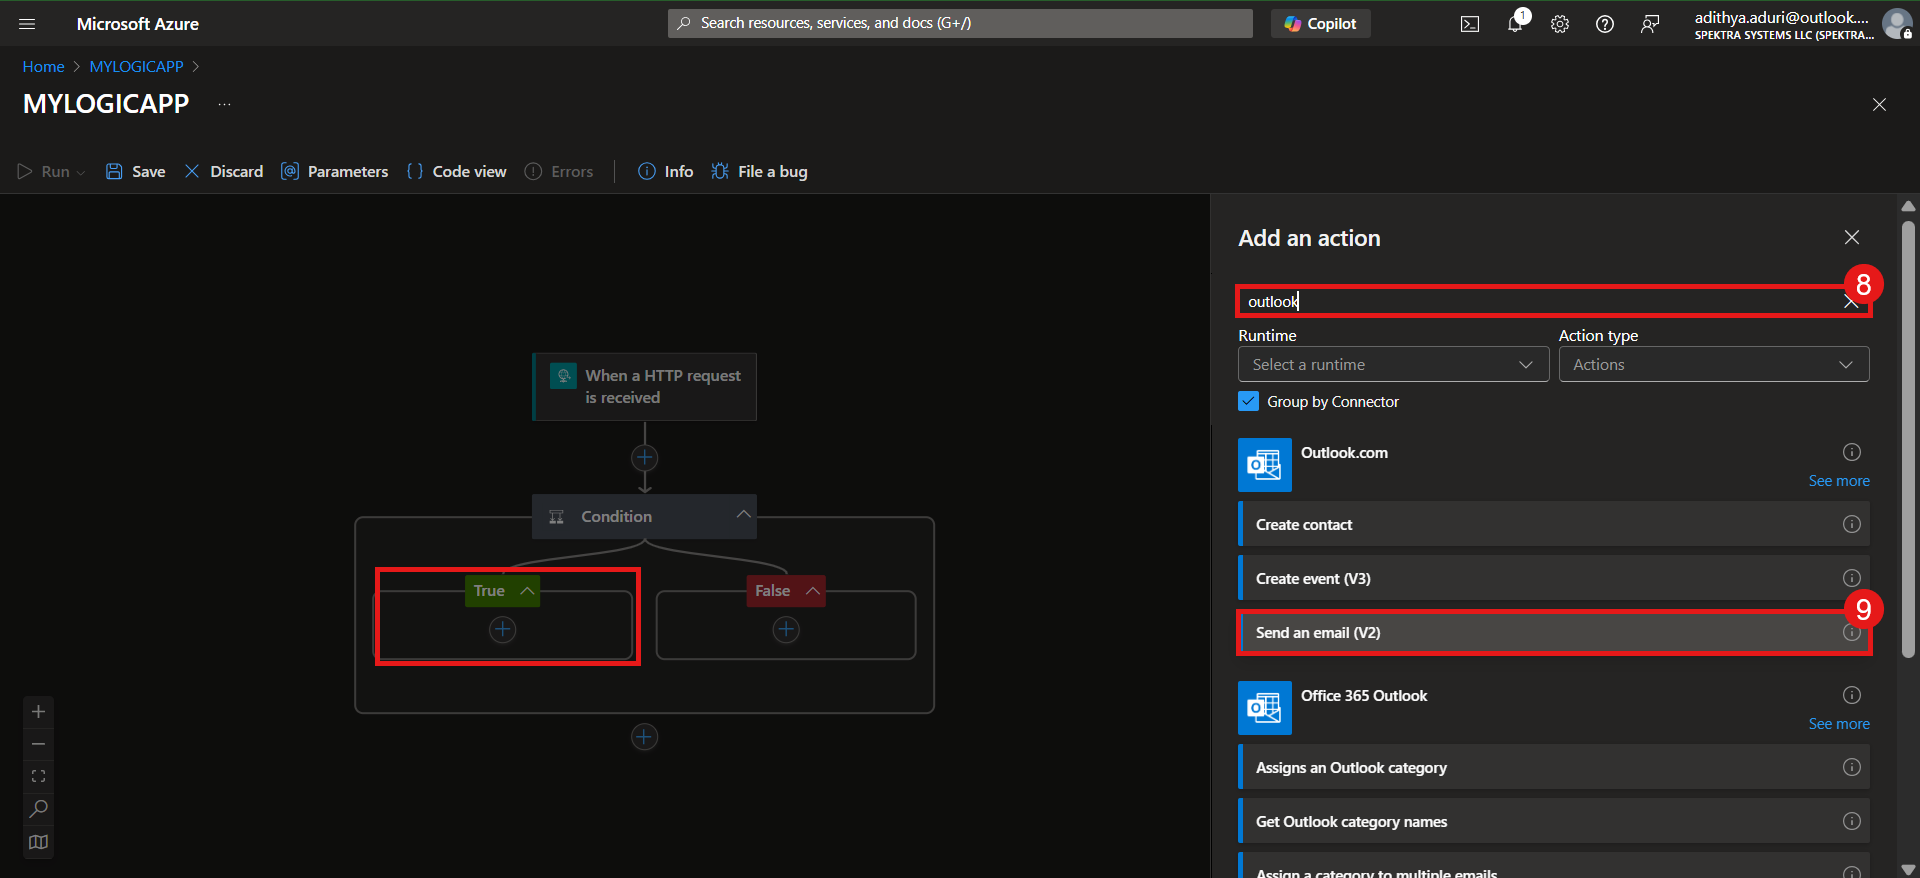 Microsoft Azure
Search resources, services, and docs (G+/)
Copilot
1
adithya.aduri@outlook....
SPEKTRA SYSTEMS LLC (SPEKTRA...
Home > MYLOGICAPP >
MYLOGICAPP ...
Run
Save
Discard
Parameters
Code view
Errors
Info
File a bug
Add an action
8
outlook
Runtime
Action type
Select a runtime
Actions
Group by Connector
When a HTTP request
is received
Outlook.com
See more
Condition
Create contact
Create event (V3)
True
False
9
Send an email (V2)
Office 365 Outlook
See more
Assigns an Outlook category
Get Outlook category names
Assign a category to multiple emails